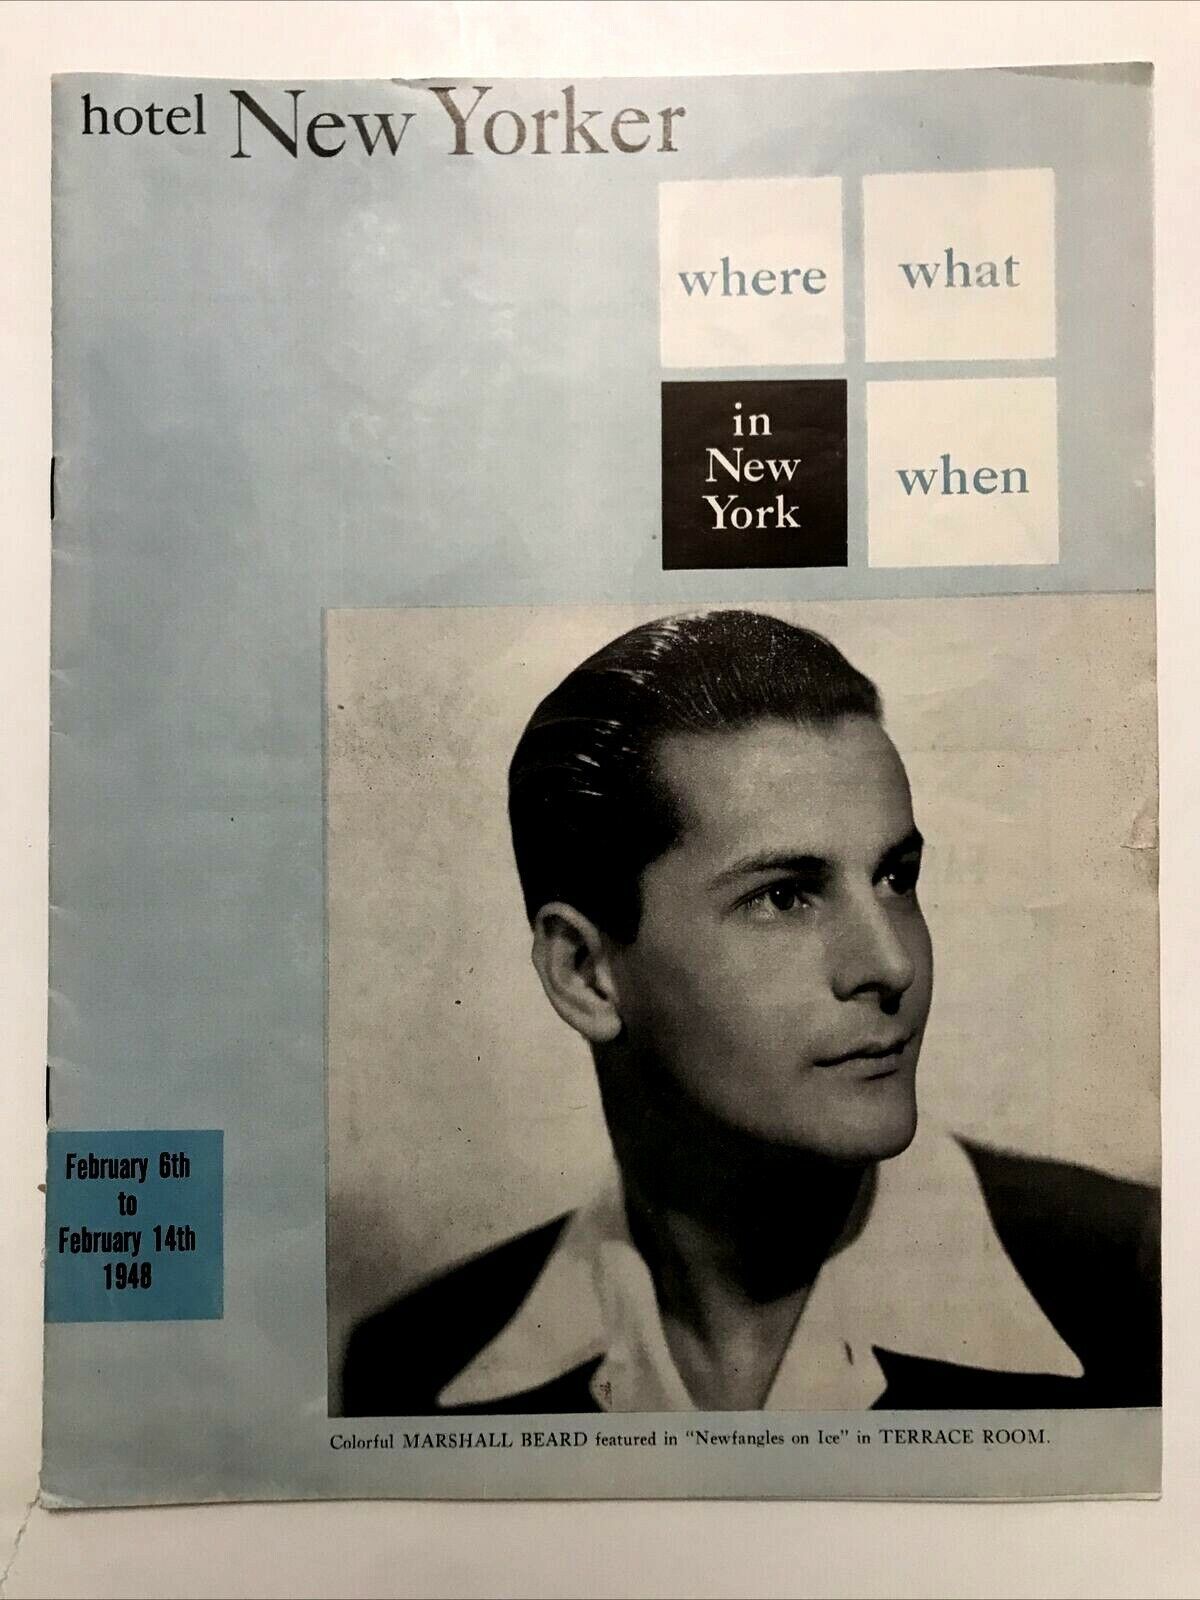 hotel New Yorker
where
what
in
New
York
when
February 6th
to
February 14th
1948
Colorful MARSHALL BEARD featured in "Newfangles on Ice" in TERRACE ROOM.